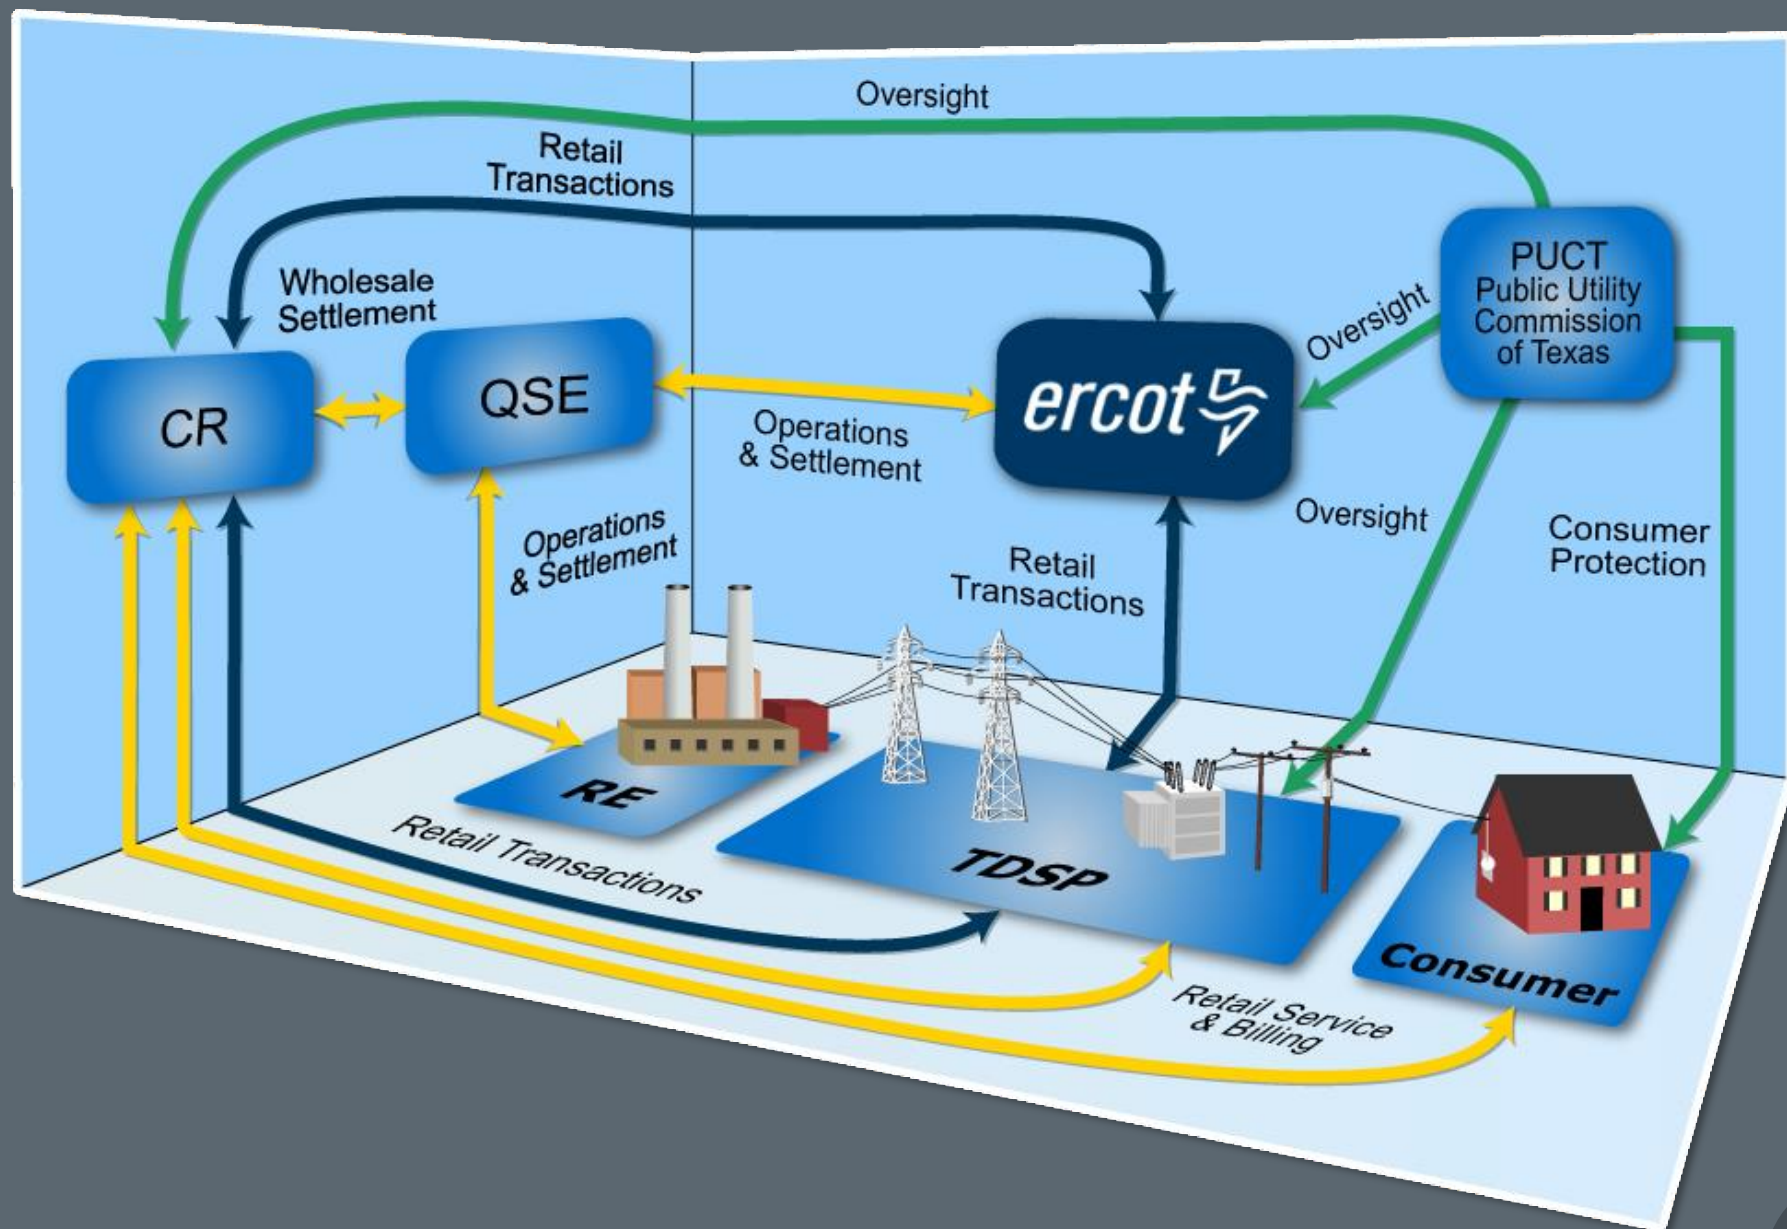 Oversight
Retail
Transactions
Wholesale
Settlement
PUCT
Public Utility
Commission
of Texas
Oversight
CR
QSE
ercot
Operations
& Settlement
Operations
& Settlement
Oversight
Consumer
Protection
Retail
Transactions
RE
Retail Transactions
TDSP
Consumer
Retail Service
& Billing